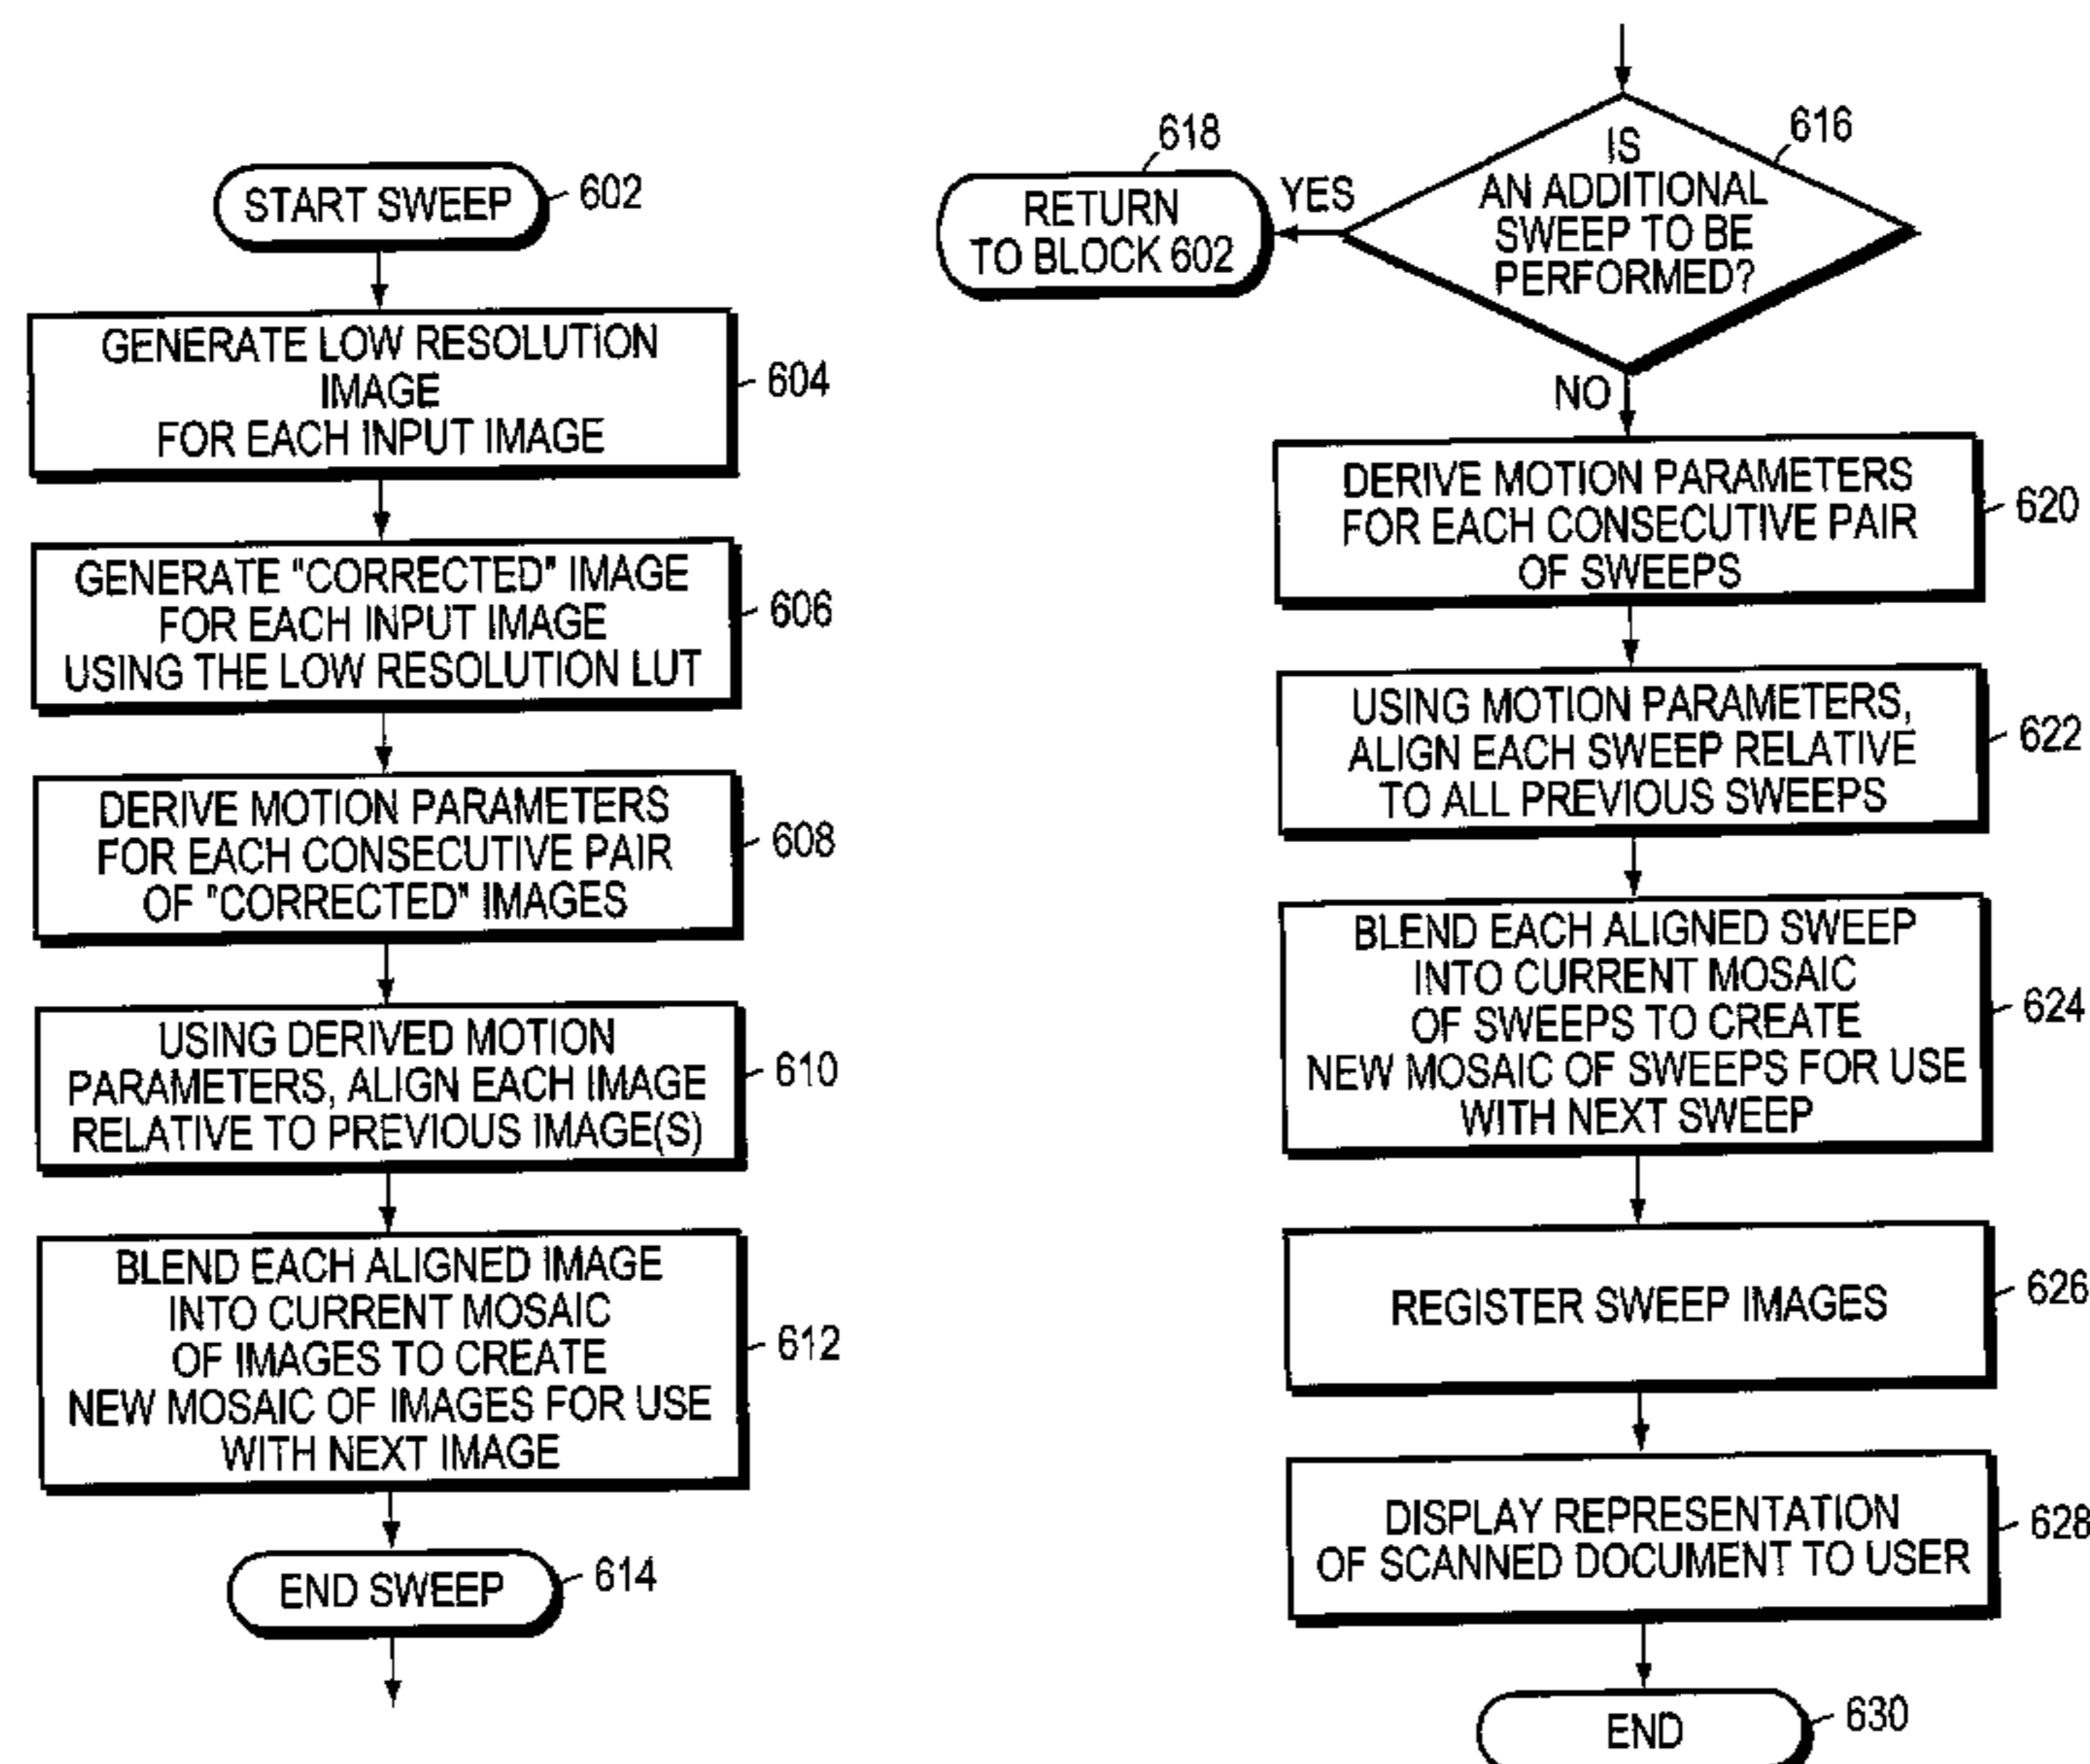 START SWEEP
602
GENERATE LOW RESOLUTION
IMAGE
FOR EACH INPUT IMAGE
604
GENERATE "CORRECTED" IMAGE
FOR EACH INPUT IMAGE
USING THE LOW RESOLUTION LUT
606
DERIVE MOTION PARAMETERS
FOR EACH CONSECUTIVE PAIR
OF "CORRECTED" IMAGES
608
USING DERIVED MOTION
PARAMETERS, ALIGN EACH IMAGE
RELATIVE TO PREVIOUS IMAGE(S)
610
BLEND EACH ALIGNED IMAGE
INTO CURRENT MOSAIC
OF IMAGES TO CREATE
NEW MOSAIC OF IMAGES FOR USE
WITH NEXT IMAGE
612
END SWEEP
614
IS
AN ADDITIONAL
SWEEP TO BE
PERFORMED?
616
YES
618
RETURN
TO BLOCK 602
NO
DERIVE MOTION PARAMETERS
FOR EACH CONSECUTIVE PAIR
OF SWEEPS
620
USING MOTION PARAMETERS,
ALIGN EACH SWEEP RELATIVE
TO ALL PREVIOUS SWEEPS
622
BLEND EACH ALIGNED SWEEP
INTO CURRENT MOSAIC
OF SWEEPS TO CREATE
NEW MOSAIC OF SWEEPS FOR USE
WITH NEXT SWEEP
624
REGISTER SWEEP IMAGES
626
DISPLAY REPRESENTATION
OF SCANNED DOCUMENT TO USER
628
END
630